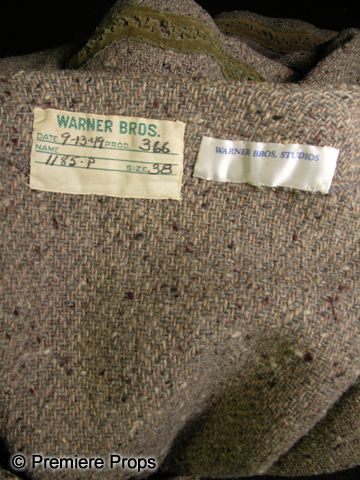 WARNER BROS.
DATE 9-13-49 PROD. 366
NAME
1185-P SIZE 38
WARNER BROS. STUDIOS
© Premiere Props